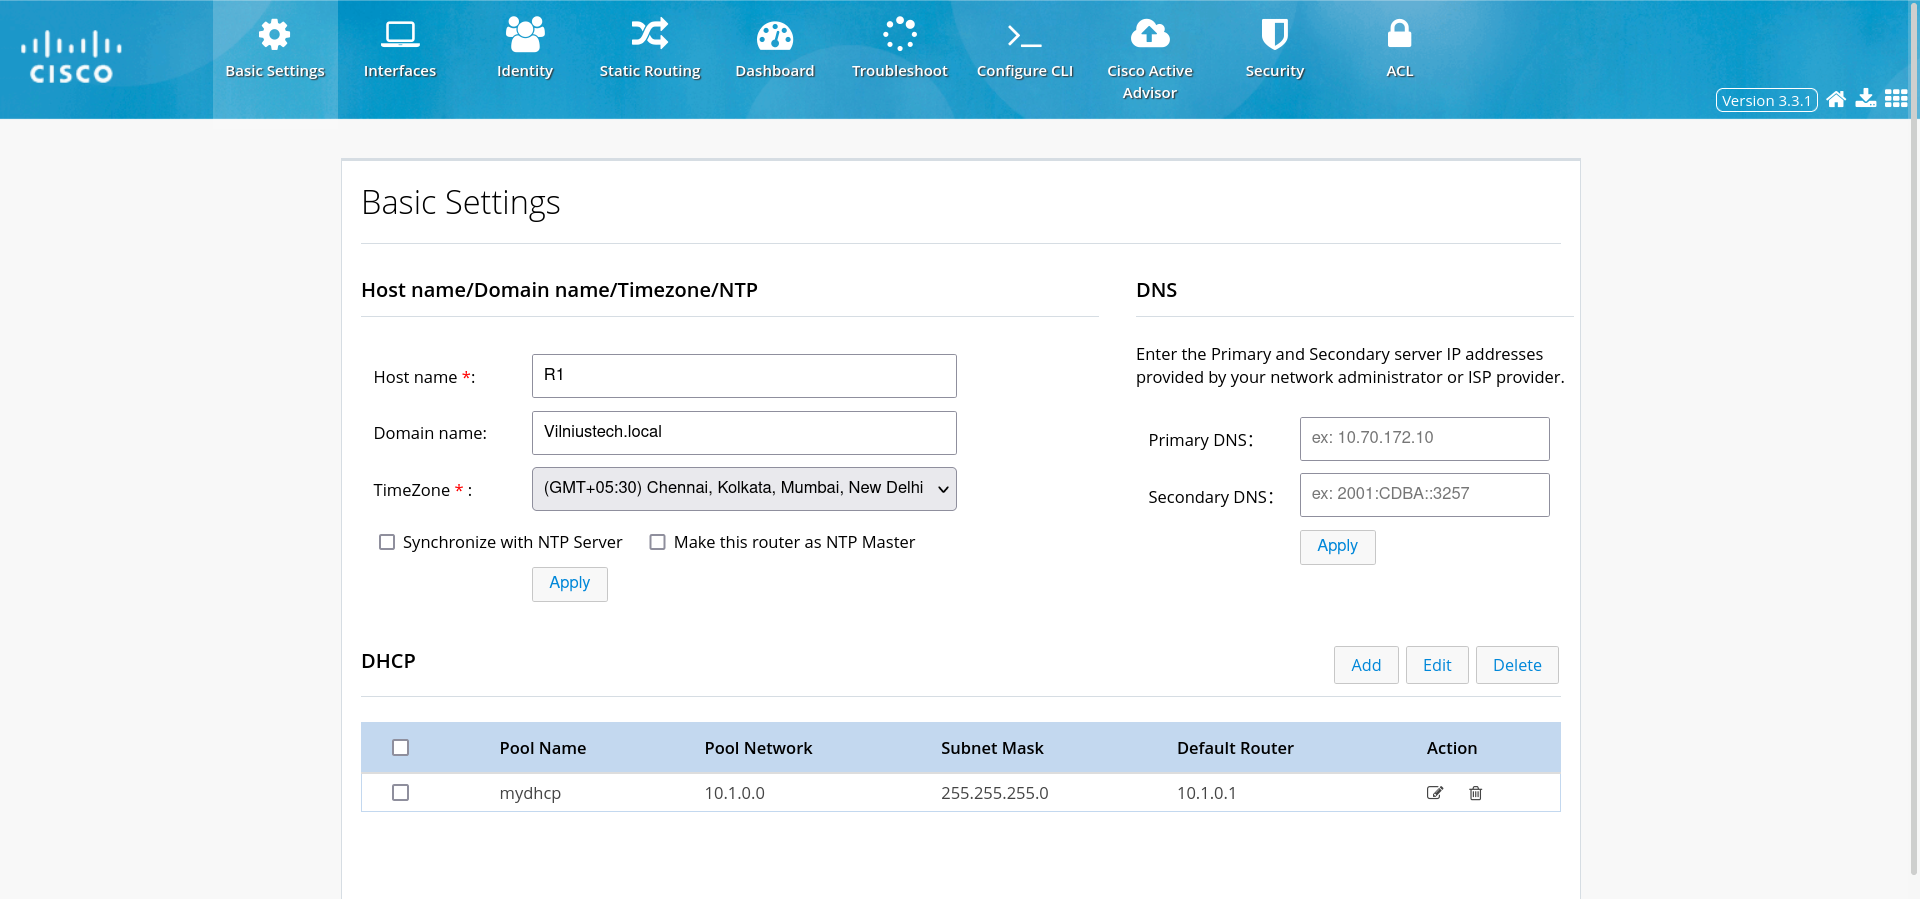 CISCO
Basic Settings
Interfaces
Identity
Static Routing
Dashboard
Troubleshoot
Configure CLI
Cisco Active
Advisor
Security
ACL
Version 3.3.1
Basic Settings
Host name/Domain name/Timezone/NTP
Host name *:
R1
Domain name:
Vilniustech.local
TimeZone * :
(GMT+05:30) Chennai, Kolkata, Mumbai, New Delhi
Synchronize with NTP Server
Make this router as NTP Master
Apply
DNS
Enter the Primary and Secondary server IP addresses
provided by your network administrator or ISP provider.
Primary DNS:
ex: 10.70.172.10
Secondary DNS:
ex: 2001:CDBA::3257
Apply
DHCP
Add Edit Delete
Pool Name Pool Network Subnet Mask Default Router Action
mydhcp 10.1.0.0 255.255.255.0 10.1.0.1